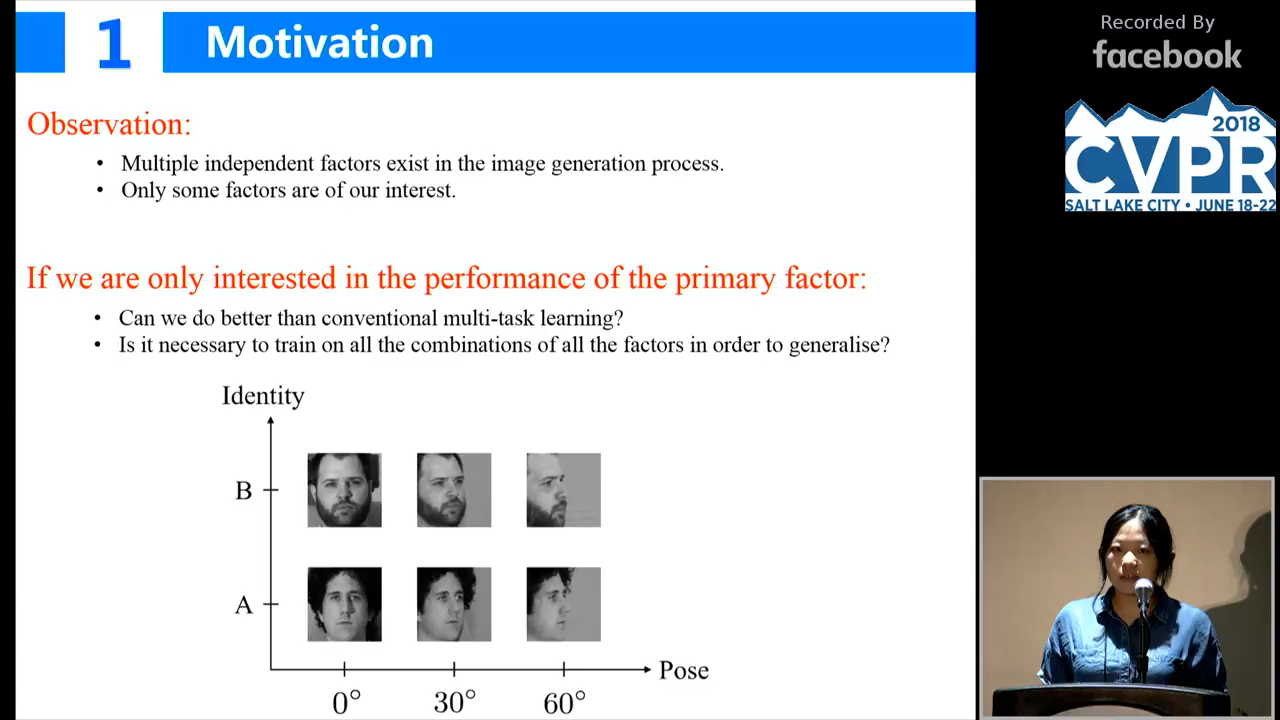 1 Motivation
Observation:
• Multiple independent factors exist in the image generation process.
• Only some factors are of our interest.
If we are only interested in the performance of the primary factor:
• Can we do better than conventional multi-task learning?
• Is it necessary to train on all the combinations of all the factors in order to generalise?
Identity
B
A
Pose
0°
30°
60°
Recorded By
facebook
2018
CVPR
SALT LAKE CITY • JUNE 18-22